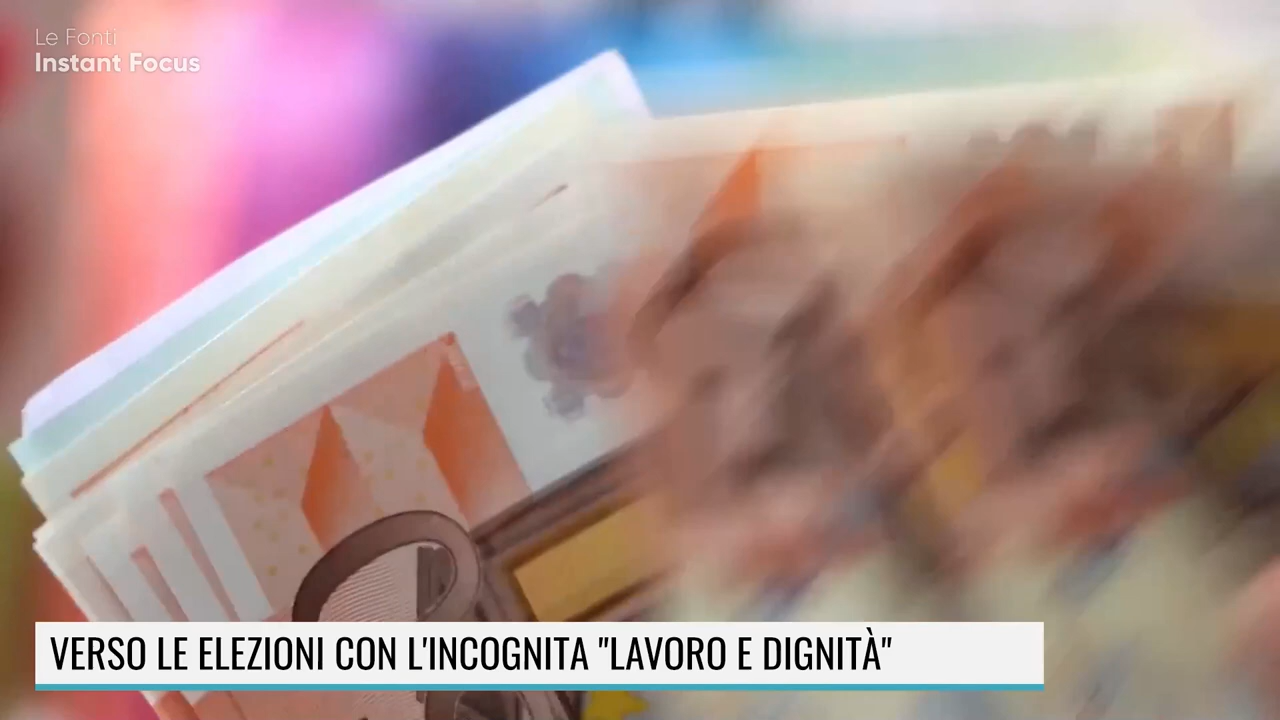 Le Fonti
Instant Focus
VERSO LE ELEZIONI CON L'INCOGNITA "LAVORO E DIGNITÀ"